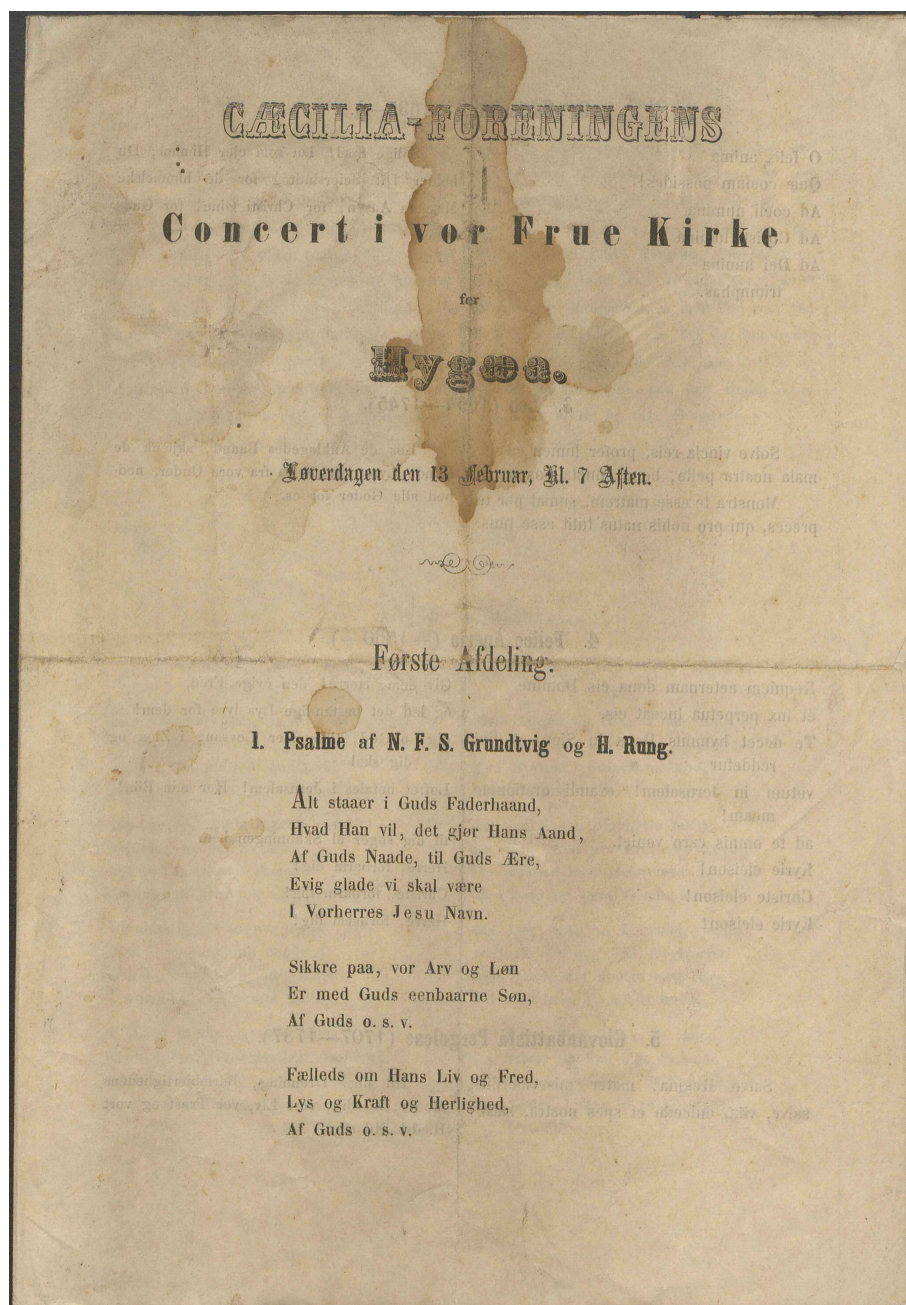 CÆCILIA-FORENINGENS
Concert i vor Frue Kirke
for
Hygæa.
Løverdagen den 13 Februar, Kl. 7 Aften.
Første Afdeling.
1. Psalme af N. F. S. Grundtvig og H. Rung.
Alt staaer i Guds Faderhaand,
Hvad Han vil, det gjør Hans Aand,
Af Guds Naade, til Guds Ære,
Evig glade vi skal være
I Vorherres Jesu Navn.
Sikkre paa, vor Arv og Løn
Er med Guds eenbaarne Søn,
Af Guds o. s. v.
Fælleds om Hans Liv og Fred,
Lys og Kraft og Herlighed,
Af Guds o. s. v.